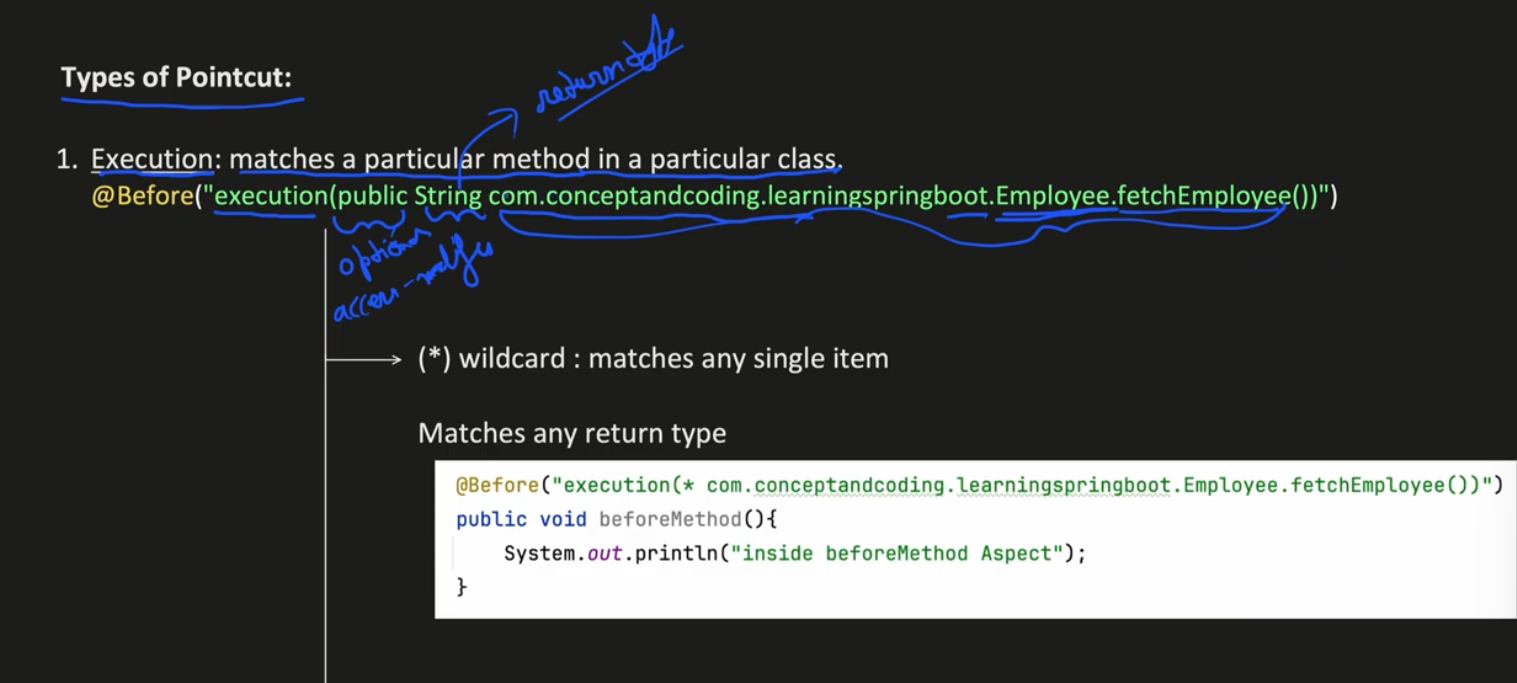 Types of Pointcut:
return type
1. Execution: matches a particular method in a particular class.
@Before("execution(public String com.conceptandcoding.learningspringboot.Employee.fetchEmployee())")
optional
access-modifier
(*) wildcard : matches any single item
Matches any return type
@Before("execution(* com.conceptandcoding.learningspringboot.Employee.fetchEmployee())")
public void beforeMethod(){
System.out.println("inside beforeMethod Aspect");
}